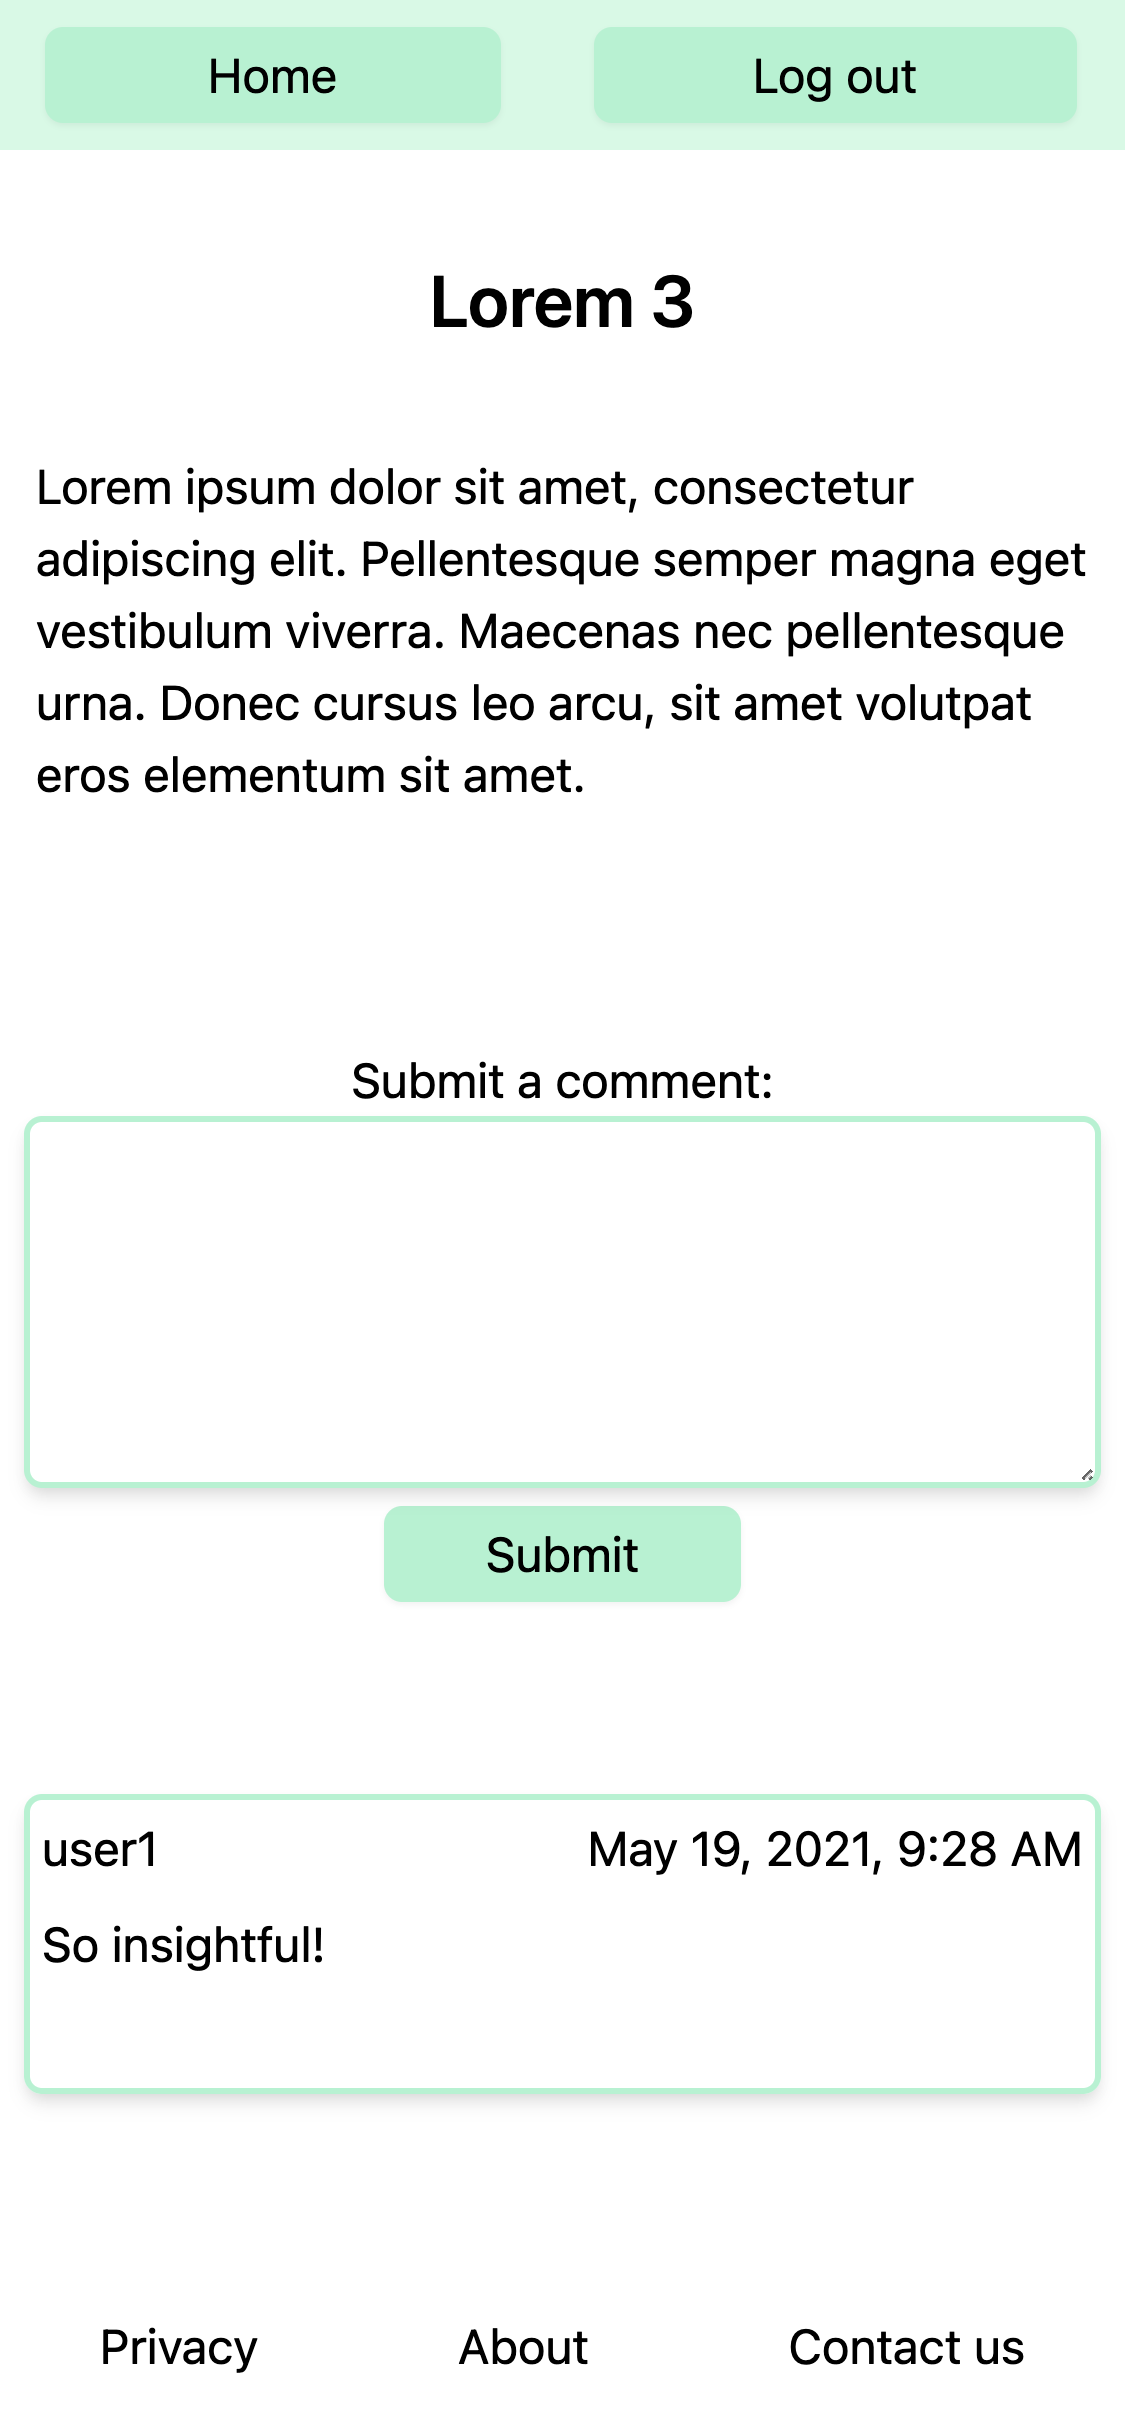 Home Log out
Lorem 3
Lorem ipsum dolor sit amet, consectetur
adipiscing elit. Pellentesque semper magna eget
vestibulum viverra. Maecenas nec pellentesque
urna. Donec cursus leo arcu, sit amet volutpat
eros elementum sit amet.
Submit a comment:
Submit
user1 May 19, 2021, 9:28 AM
So insightful!
Privacy About Contact us